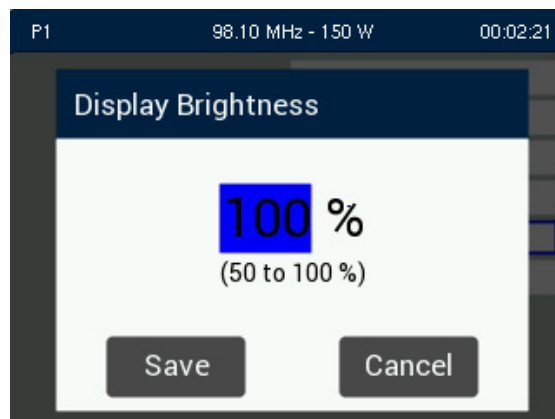 P1 98.10 MHz - 150 W 00:02:21
Display Brightness
100 %
(50 to 100 %)
Save Cancel